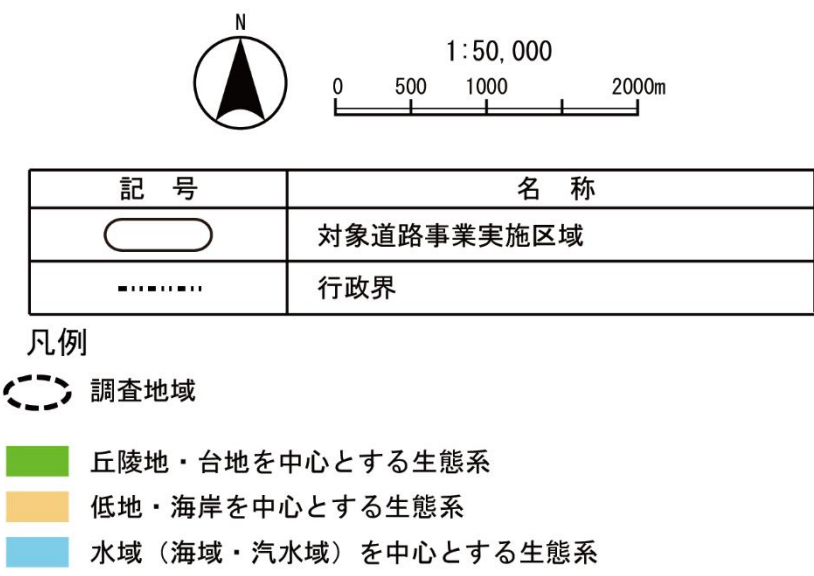 N
1:50,000
0 500 1000 2000m
記 号 名 称
対象道路事業実施区域
行政界
凡例
調査地域
丘陵地・台地を中心とする生態系
低地・海岸を中心とする生態系
水域（海域・汽水域）を中心とする生態系